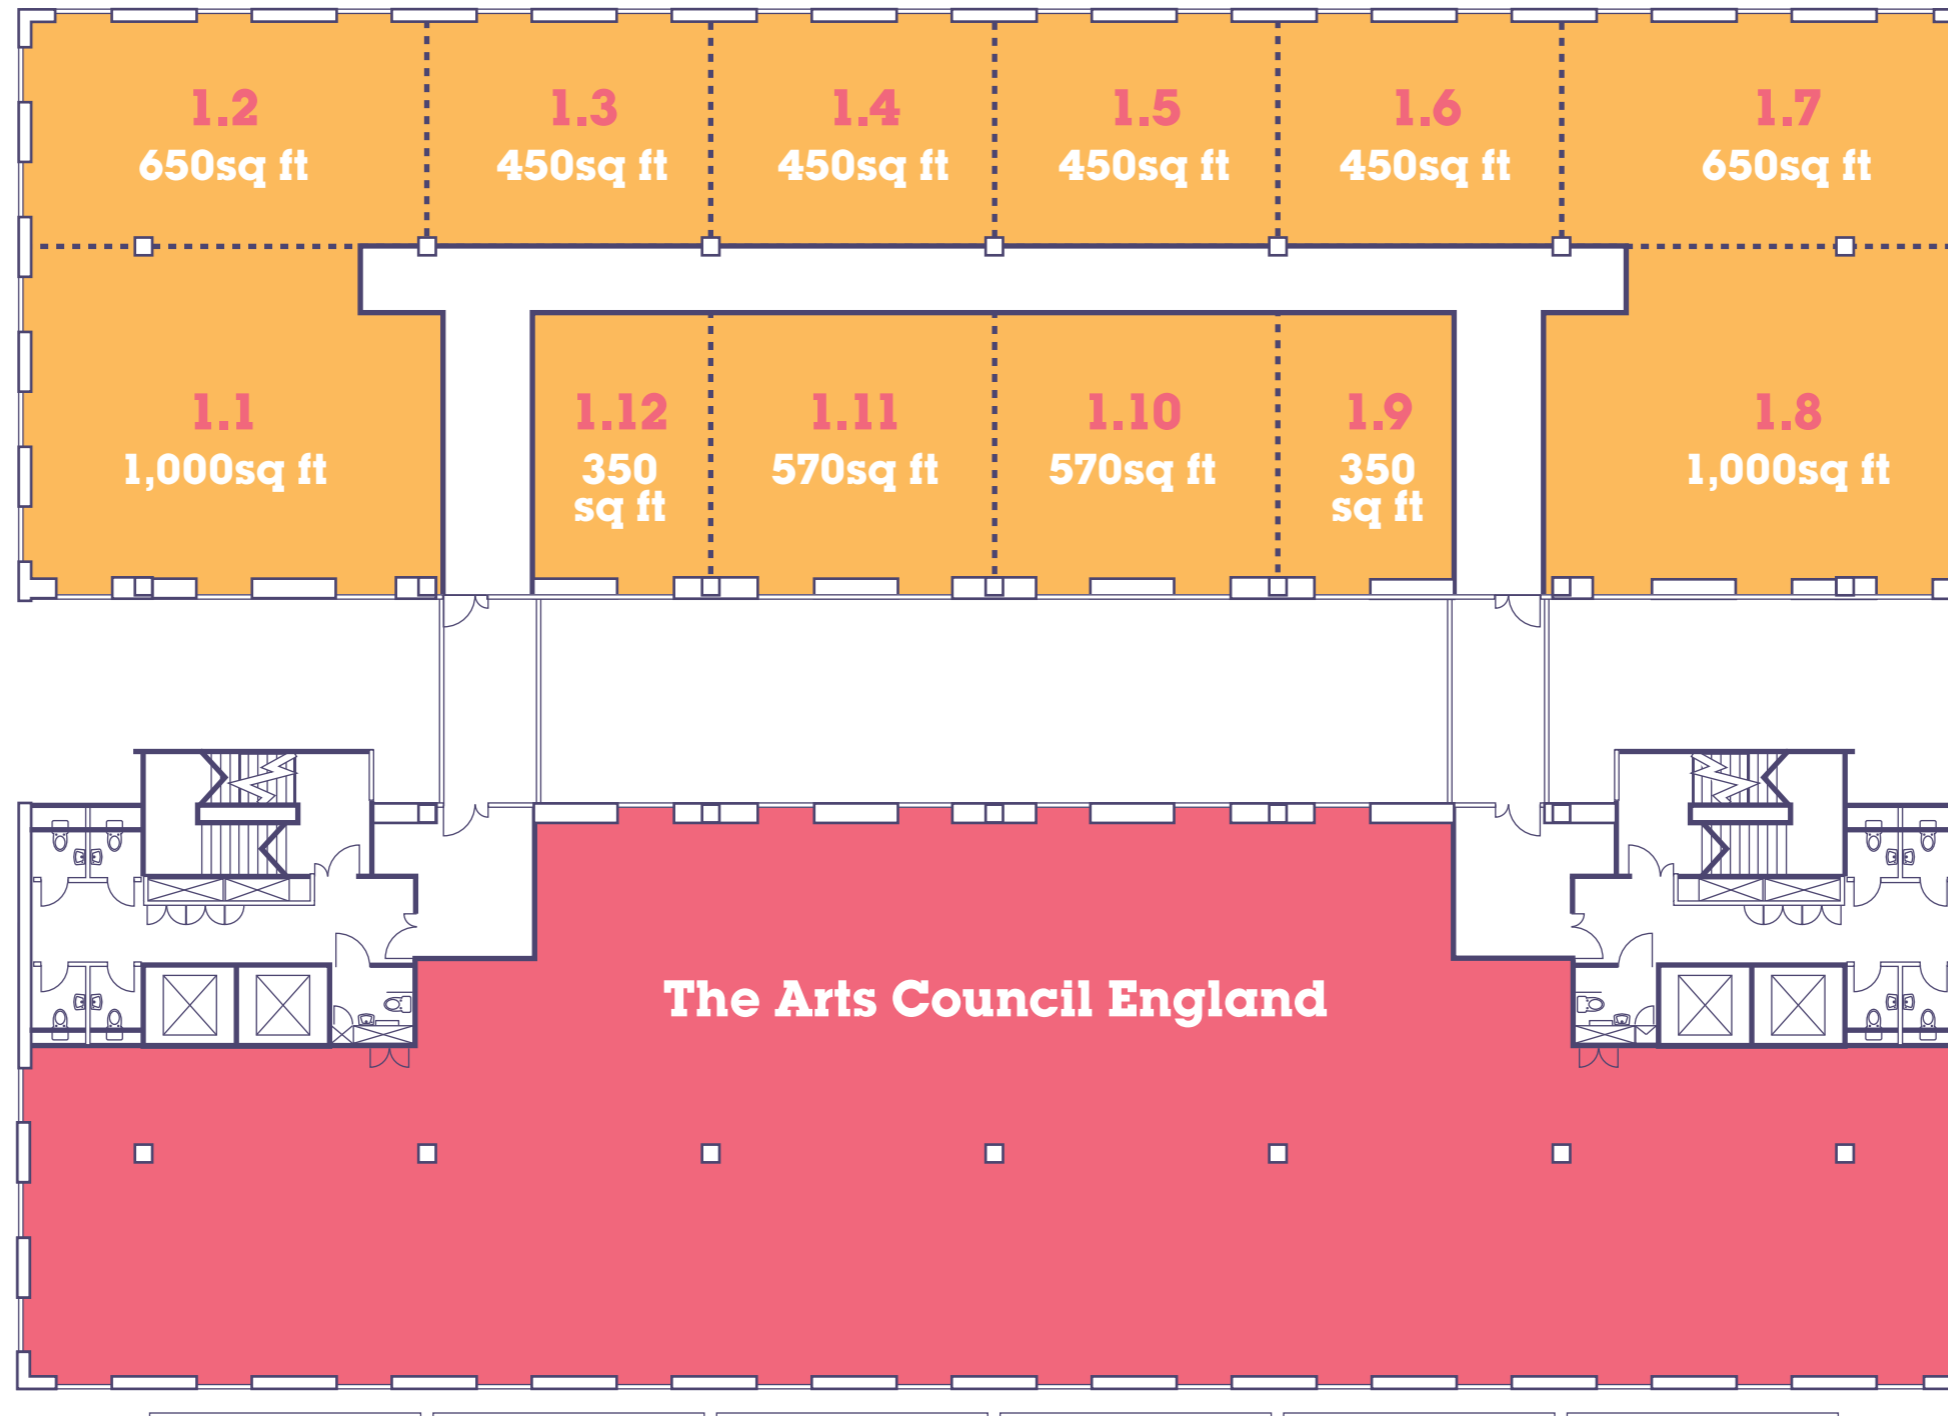 1.2
650sq ft
1.3
450sq ft
1.4
450sq ft
1.5
450sq ft
1.6
450sq ft
1.7
650sq ft
1.1
1,000sq ft
1.12
350
sq ft
1.11
570sq ft
1.10
570sq ft
1.9
350
sq ft
1.8
1,000sq ft
The Arts Council England